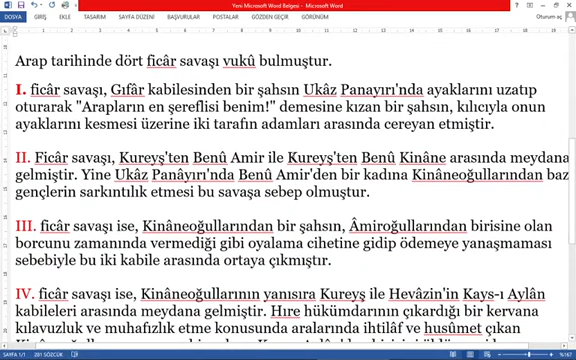 Yeni Microsoft Word Belgesi - Microsoft Word
DOSYA GİRİŞ EKLE TASARIM SAYFA DÜZENİ BAŞVURULAR POSTALAR GÖZDEN GEÇİR GÖRÜNÜM Oturum aç
Arap tarihinde dört ficâr savaşı vukû bulmuştur.
I. ficâr savaşı, Gıfâr kabilesinden bir şahsın Ukâz Panayırı'nda ayaklarını uzatıp
oturarak "Arapların en şereflisi benim!" demesine kızan bir şahsın, kılıcıyla onun
ayaklarını kesmesi üzerine iki tarafın adamları arasında cereyan etmiştir.
II. Ficâr savaşı, Kureyş'ten Benû Amir ile Kureyş'ten Benû Kinâne arasında meydana
gelmiştir. Yine Ukâz Panâyırı'nda Benû Amir'den bir kadına Kinâneoğullarından baz
gençlerin sarkıntılık etmesi bu savaşa sebep olmuştur.
III. ficâr savaşı ise, Kinâneoğullarından bir şahsın, Âmiroğullarından birisine olan
borcunu zamanında vermediği gibi oyalama cihetine gidip ödemeye yanaşmaması
sebebiyle bu iki kabile arasında ortaya çıkmıştır.
IV. ficâr savaşı ise, Kinâneoğullarının yanısıra Kureyş ile Hevâzin'in Kays-ı Aylân
kabileleri arasında meydana gelmiştir. Hıre hükümdarının çıkardığı bir kervana
kılavuzluk ve muhafızlık etme konusunda aralarında ihtilâf ve husûmet çıkan
SAYFA 1/1 281 SÖZCÜK %167